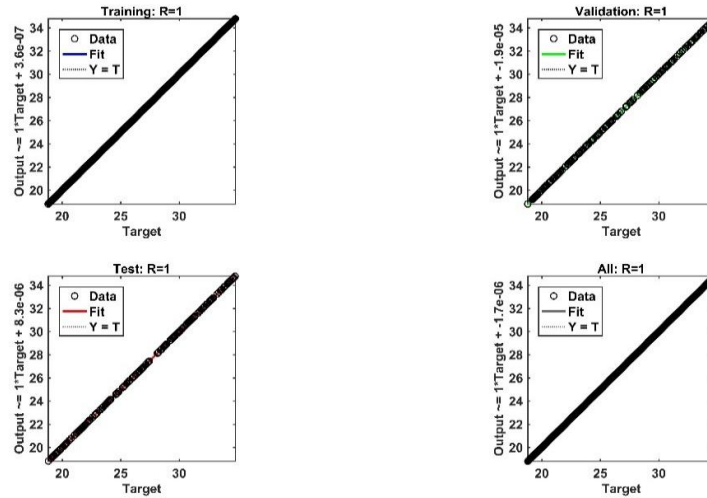 Training: R=1
Output ~= 1*Target + 3.6e-07
34
32
30
28
26
24
22
20
Data
Fit
Y = T
20 25 30
Target
Validation: R=1
Output ~= 1*Target + -1.9e-05
34
32
30
28
26
24
22
20
Data
Fit
Y = T
20 25 30
Target
Test: R=1
Output ~= 1*Target + 8.3e-06
34
32
30
28
26
24
22
20
Data
Fit
Y = T
20 25 30
Target
All: R=1
Output ~= 1*Target + -1.7e-06
34
32
30
28
26
24
22
20
Data
Fit
Y = T
20 25 30
Target